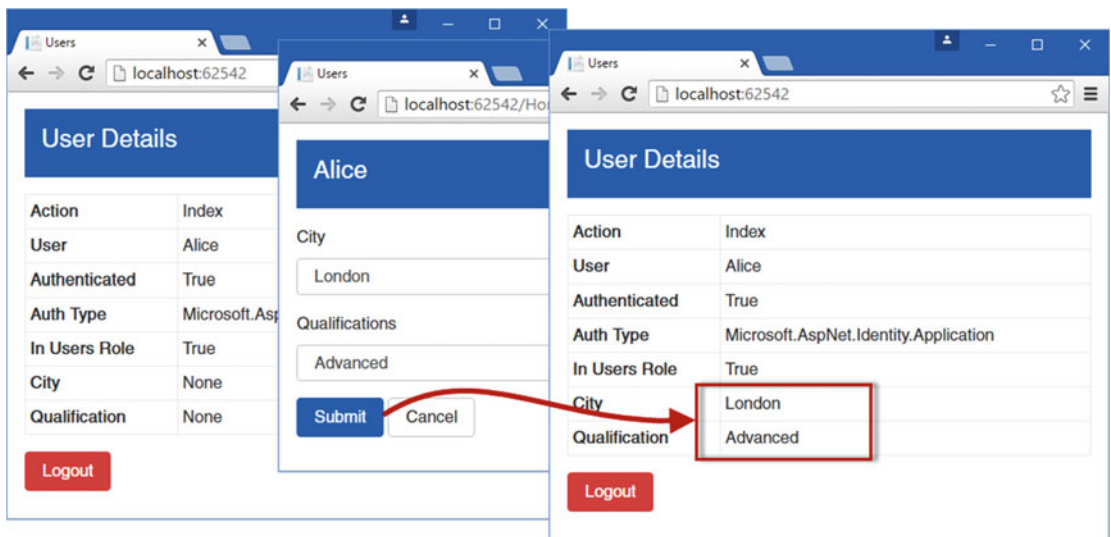 Users
localhost:62542
User Details
Action Index
User Alice
Authenticated True
Auth Type Microsoft.Asp
In Users Role True
City None
Qualification None
Logout
Users
localhost:62542/Ho
Alice
City
London
Qualifications
Advanced
Submit Cancel
Users
localhost:62542
User Details
Action Index
User Alice
Authenticated True
Auth Type Microsoft.AspNet.Identity.Application
In Users Role True
City London
Qualification Advanced
Logout